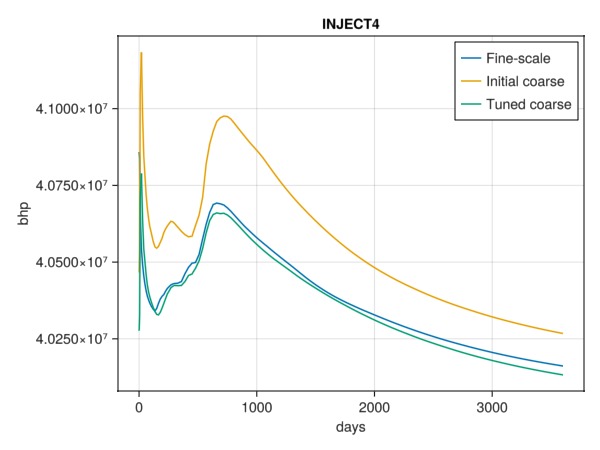 INJECT4
Fine-scale
Initial coarse
Tuned coarse
bhp
4.1000×10⁷
4.0750×10⁷
4.0500×10⁷
4.0250×10⁷
0 1000 2000 3000
days